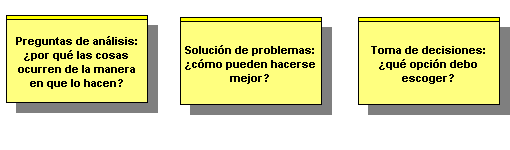 Preguntas de análisis:
¿por qué las cosas
ocurren de la manera
en que lo hacen?
Solución de problemas:
¿cómo pueden hacerse
mejor?
Toma de decisiones:
¿qué opción debo
escoger?